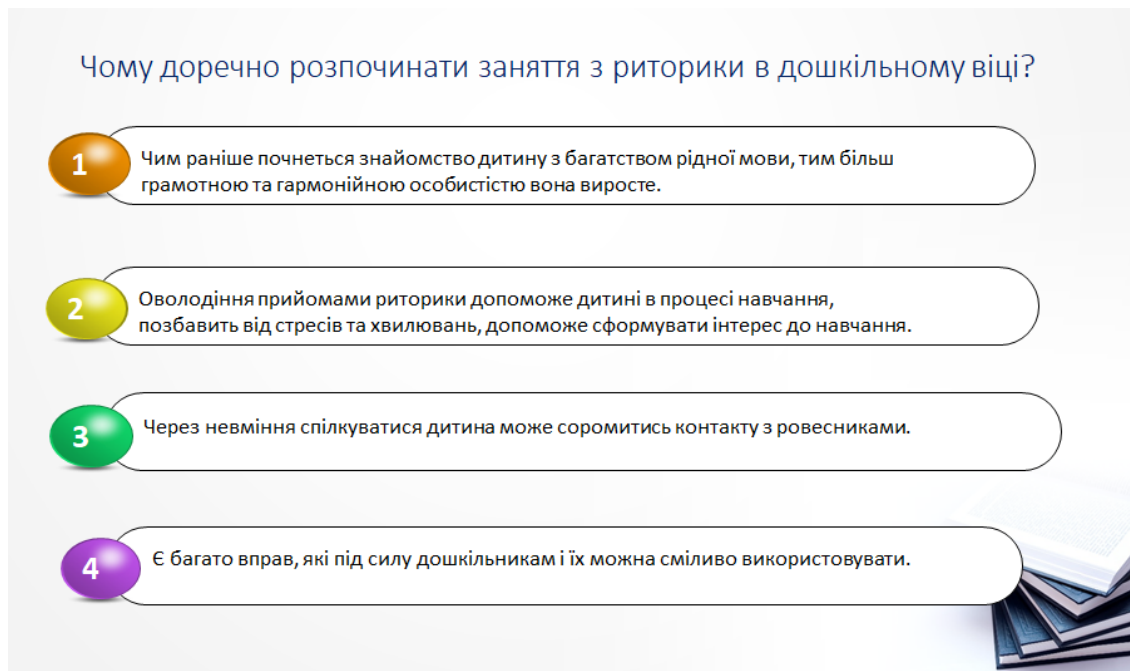 Чому доречно розпочинати заняття з риторики в дошкільному віці?
1
Чим раніше почнеться знайомство дитину з багатством рідної мови, тим більш
грамотною та гармонійною особистістю вона виросте.
2
Оволодіння прийомами риторики допоможе дитині в процесі навчання,
позбавить від стресів та хвилювань, допоможе сформувати інтерес до навчання.
3
Через невміння спілкуватися дитина може соромитись контакту з ровесниками.
4
Є багато вправ, які під силу дошкільникам і їх можна сміливо використовувати.